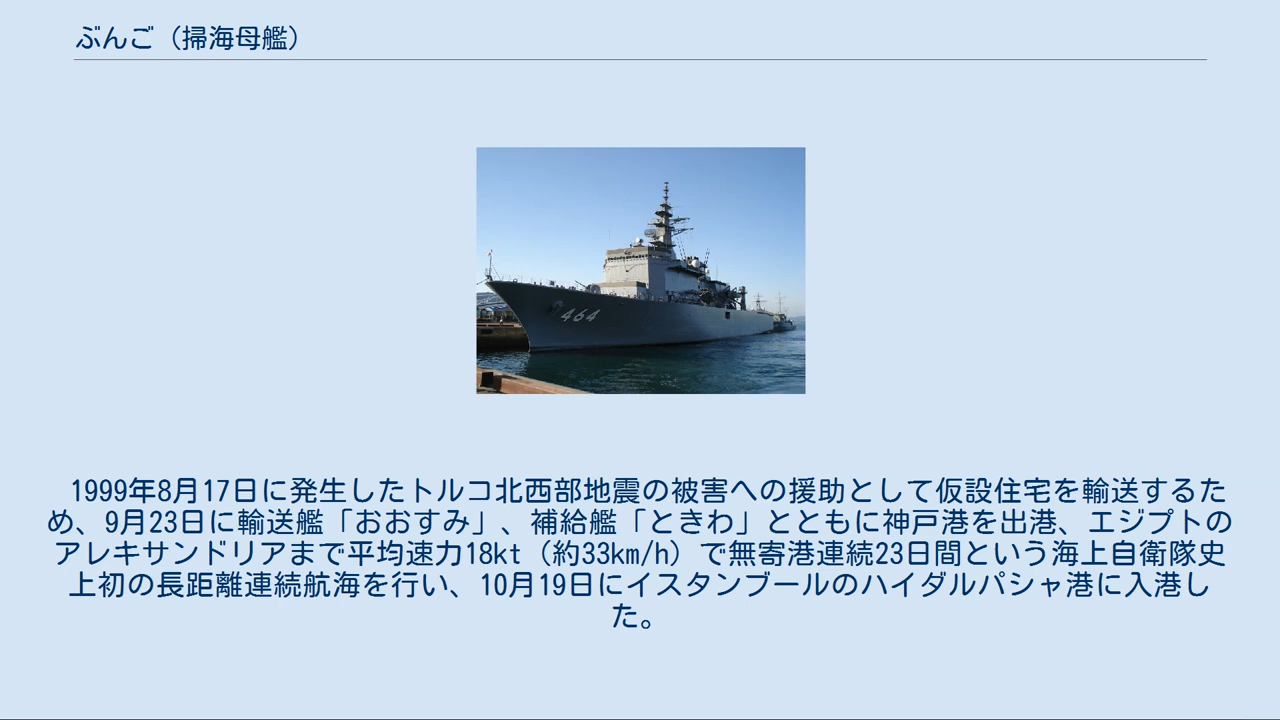 ぶんご（掃海母艦）
464
1999年8月17日に発生したトルコ北西部地震の被害への援助として仮設住宅を輸送するた
め、9月23日に輸送艦「おおすみ」、補給艦「ときわ」とともに神戸港を出港、エジプトの
アレキサンドリアまで平均速力18kt（約33km/h）で無寄港連続23日間という海上自衛隊史
上初の長距離連続航海を行い、10月19日にイスタンブールのハイダルパシャ港に入港し
た。